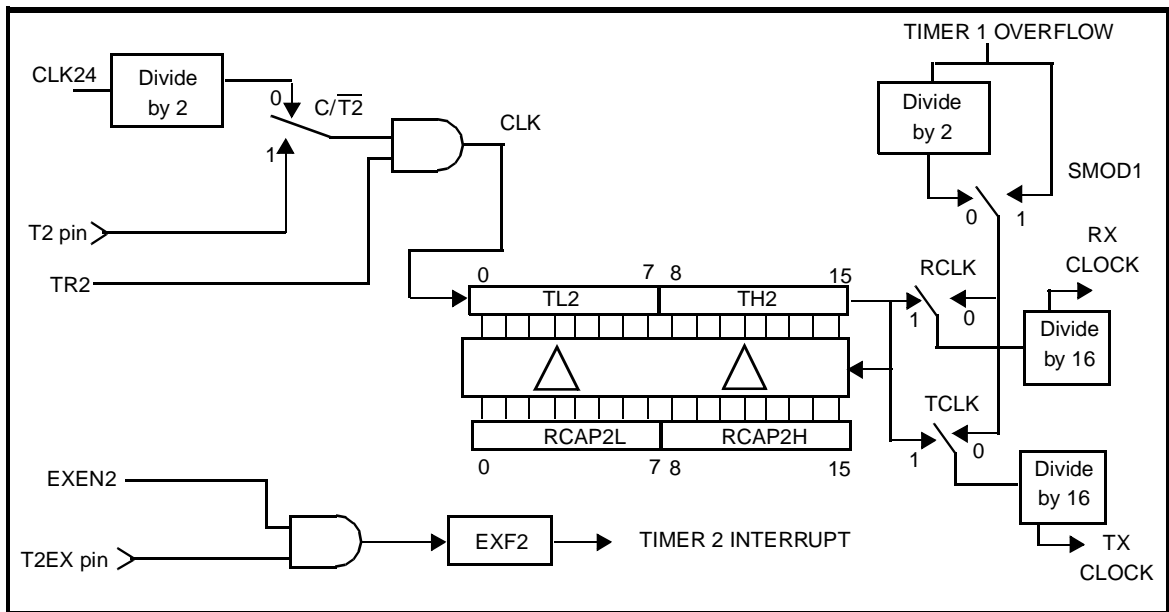 TIMER 1 OVERFLOW
CLK24
Divide
by 2
0
C/T2
1
CLK
Divide
by 2
SMOD1
0
1
T2 pin
TR2
RX
CLOCK
0
7
8
15
RCLK
TL2
TH2
1
0
Divide
by 16
TCLK
RCAP2L
RCAP2H
1
0
0
7
8
15
Divide
by 16
EXEN2
EXF2
TIMER 2 INTERRUPT
T2EX pin
TX
CLOCK